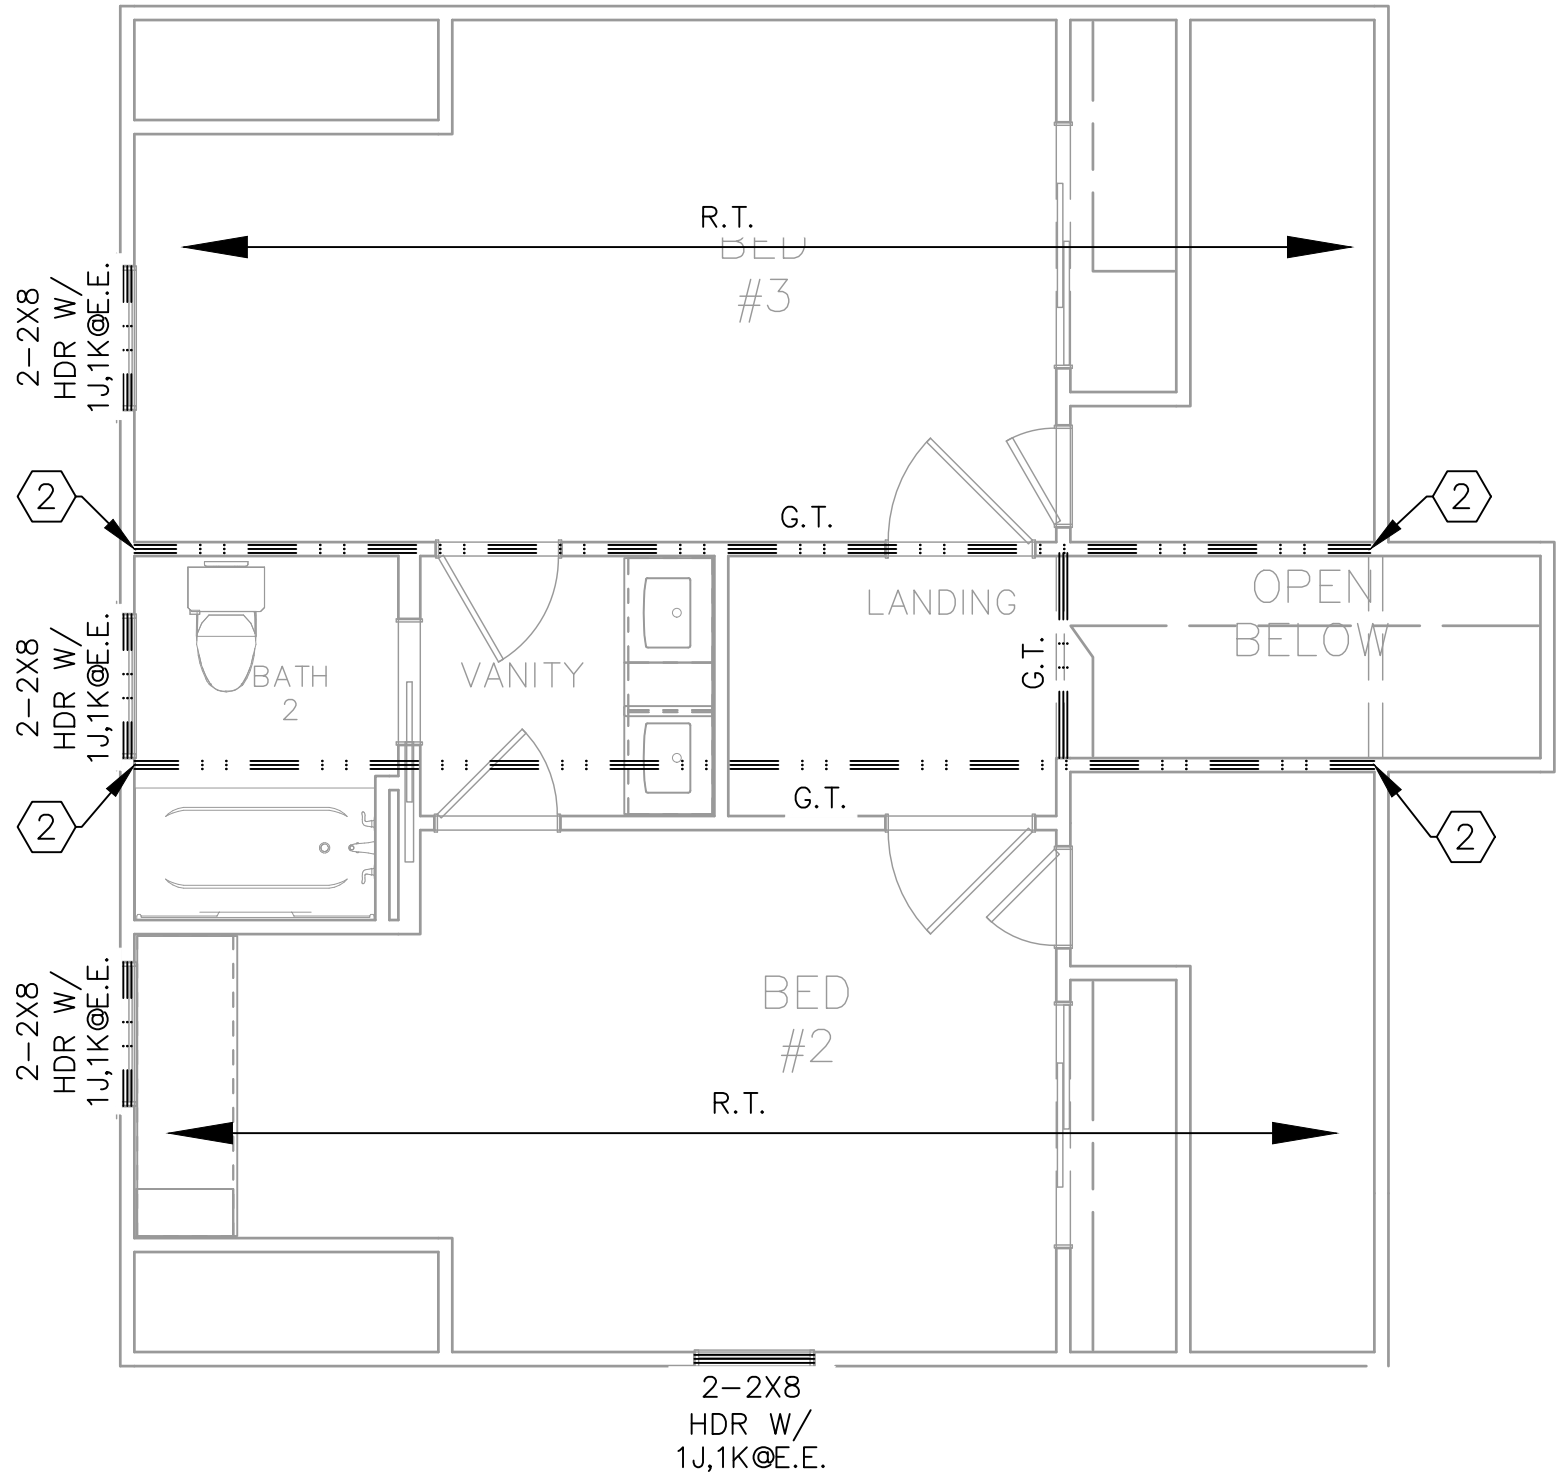 R.T.
BED
#3
2-2X8
HDR W/
1J,1K@E.E.
2
G.T.
2
LANDING
OPEN
BELOW
G.T.
2-2X8
HDR W/
1J,1K@E.E.
BATH
2
VANITY
G.T.
2
2
BED
#2
2-2X8
HDR W/
1J,1K@E.E.
R.T.
2-2X8
HDR W/
1J,1K@E.E.